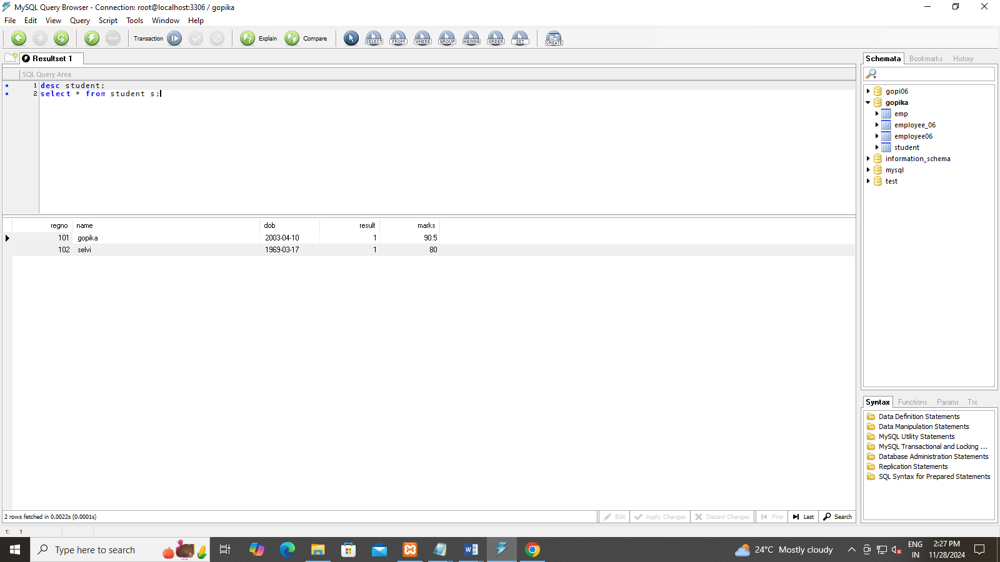 MySQL Query Browser - Connection: root@localhost:3306 / gopika
File Edit View Query Script Tools Window Help
STOP Transaction Explain Compare SELECT FROM WHERE GROUP HAVING ORDER SET CREATE
Resultset 1
SQL Query Area
1 desc student;
2 select * from student s;
regno name dob result marks
101 gopika 2003-04-10 1 90.5
102 selvi 1969-03-17 1 80
2 rows fetched in 0.0022s (0.0001s)
Edit Apply Changes Discard Changes First Last Search
1: 1
Schemata Bookmarks History
gopi06
gopika
emp
employee_06
employee06
student
information_schema
mysql
test
Syntax Functions Params Trx
Data Definition Statements
Data Manipulation Statements
MySQL Utility Statements
MySQL Transactional and Locking ...
Database Administration Statements
Replication Statements
SQL Syntax for Prepared Statements
Type here to search
24°C Mostly cloudy
ENG
IN
2:27 PM
11/28/2024